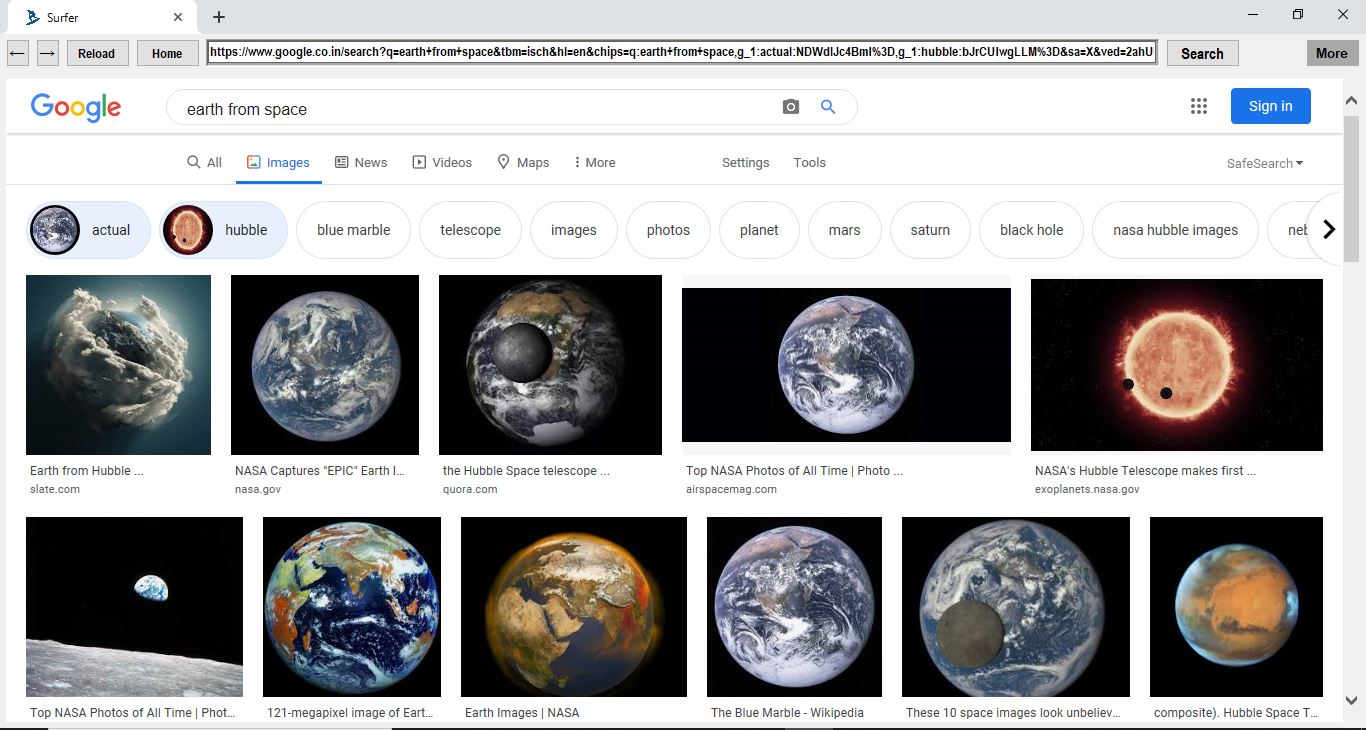 Surfer
Reload Home https://www.google.co.in/search?q=earth+from+space&tbm=isch&hl=en&chips=q:earth+from+space,g_1:actual:NDWdlJc4BmI%3D,g_1:hubble:bJrCUIwgLLM%3D&sa=X&ved=2ahU Search More
Google earth from space Sign in
All Images News Videos Maps More Settings Tools SafeSearch
actual hubble blue marble telescope images photos planet mars saturn black hole nasa hubble images neb
Earth from Hubble ... NASA Captures "EPIC" Earth I... the Hubble Space telescope ... Top NASA Photos of All Time | Photo ... NASA's Hubble Telescope makes first ...
slate.com nasa.gov quora.com airspacemag.com exoplanets.nasa.gov
Top NASA Photos of All Time | Phot... 121-megapixel image of Eart... Earth Images | NASA The Blue Marble - Wikipedia These 10 space images look unbeliev... composite). Hubble Space T...